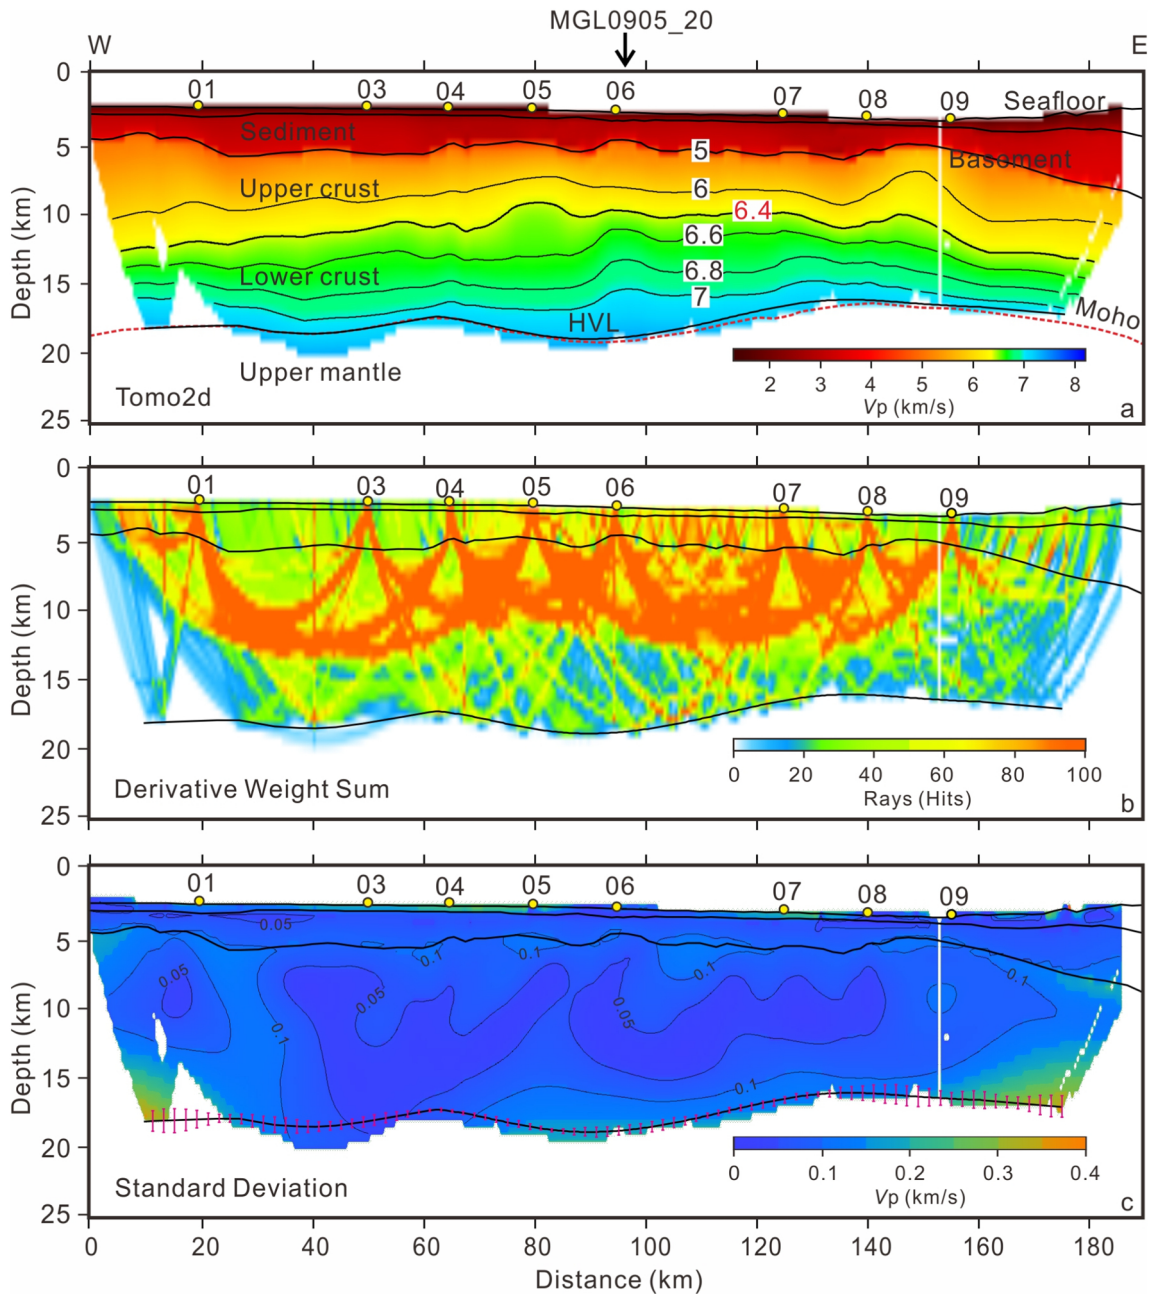 MGL0905_20
W
E
0
5
10
15
20
25
Depth (km)
01
03
04
05
06
07
08
09
Seafloor
Sediment
Basement
Upper crust
Lower crust
5
6
6.4
6.6
6.8
7
HVL
Moho
Upper mantle
Tomo2d
2 3 4 5 6 7 8
Vp (km/s)
a
0
5
10
15
20
25
Depth (km)
01
03
04
05
06
07
08
09
Derivative Weight Sum
0 20 40 60 80 100
Rays (Hits)
b
0
5
10
15
20
25
Depth (km)
01
03
04
05
06
07
08
09
0.05
0.1
0.1
0.1
0.1
0.05
0.05
0.05
0.1
0.1
Standard Deviation
0 0.1 0.2 0.3 0.4
Vp (km/s)
c
0 20 40 60 80 100 120 140 160 180
Distance (km)